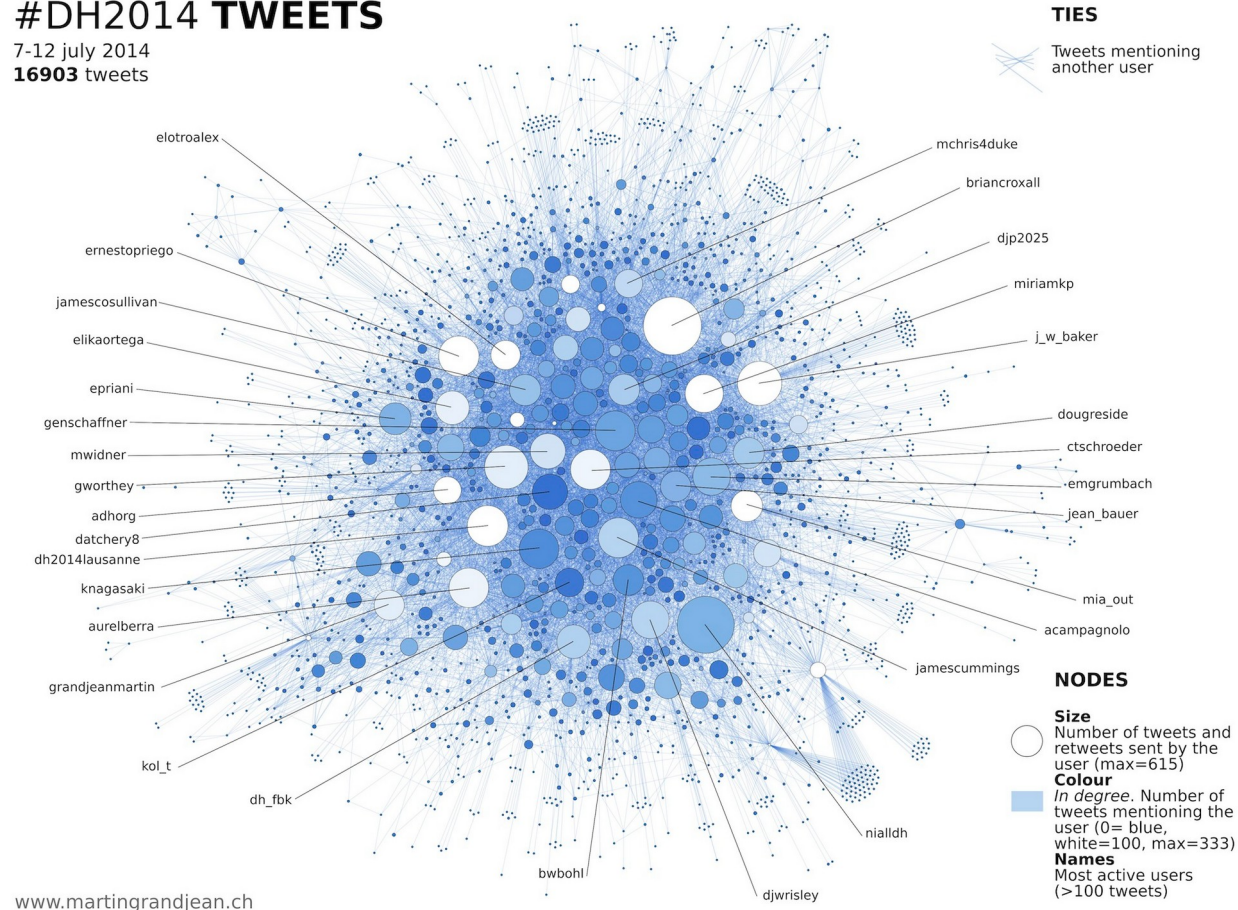 #DH2014 TWEETS
7-12 july 2014
16903 tweets
TIES
Tweets mentioning
another user
elotroalex
ernestopriego
jamescosullivan
elikaortega
epriani
genschaffner
mwidner
gworthey
adhorg
datchery8
dh2014lausanne
knagasaki
aurelberra
grandjeanmartin
kol_t
dh_fbk
bwbohl
djwrisley
nialldh
mchris4duke
briancroxall
djp2025
miriamkp
j_w_baker
dougreside
ctschroeder
emgrumbach
jean_bauer
mia_out
acampagnolo
jamescummings
NODES
Size
Number of tweets and
retweets sent by the
user (max=615)
Colour
In degree. Number of
tweets mentioning the
user (0= blue,
white=100, max=333)
Names
Most active users
(>100 tweets)
www.martingrandjean.ch